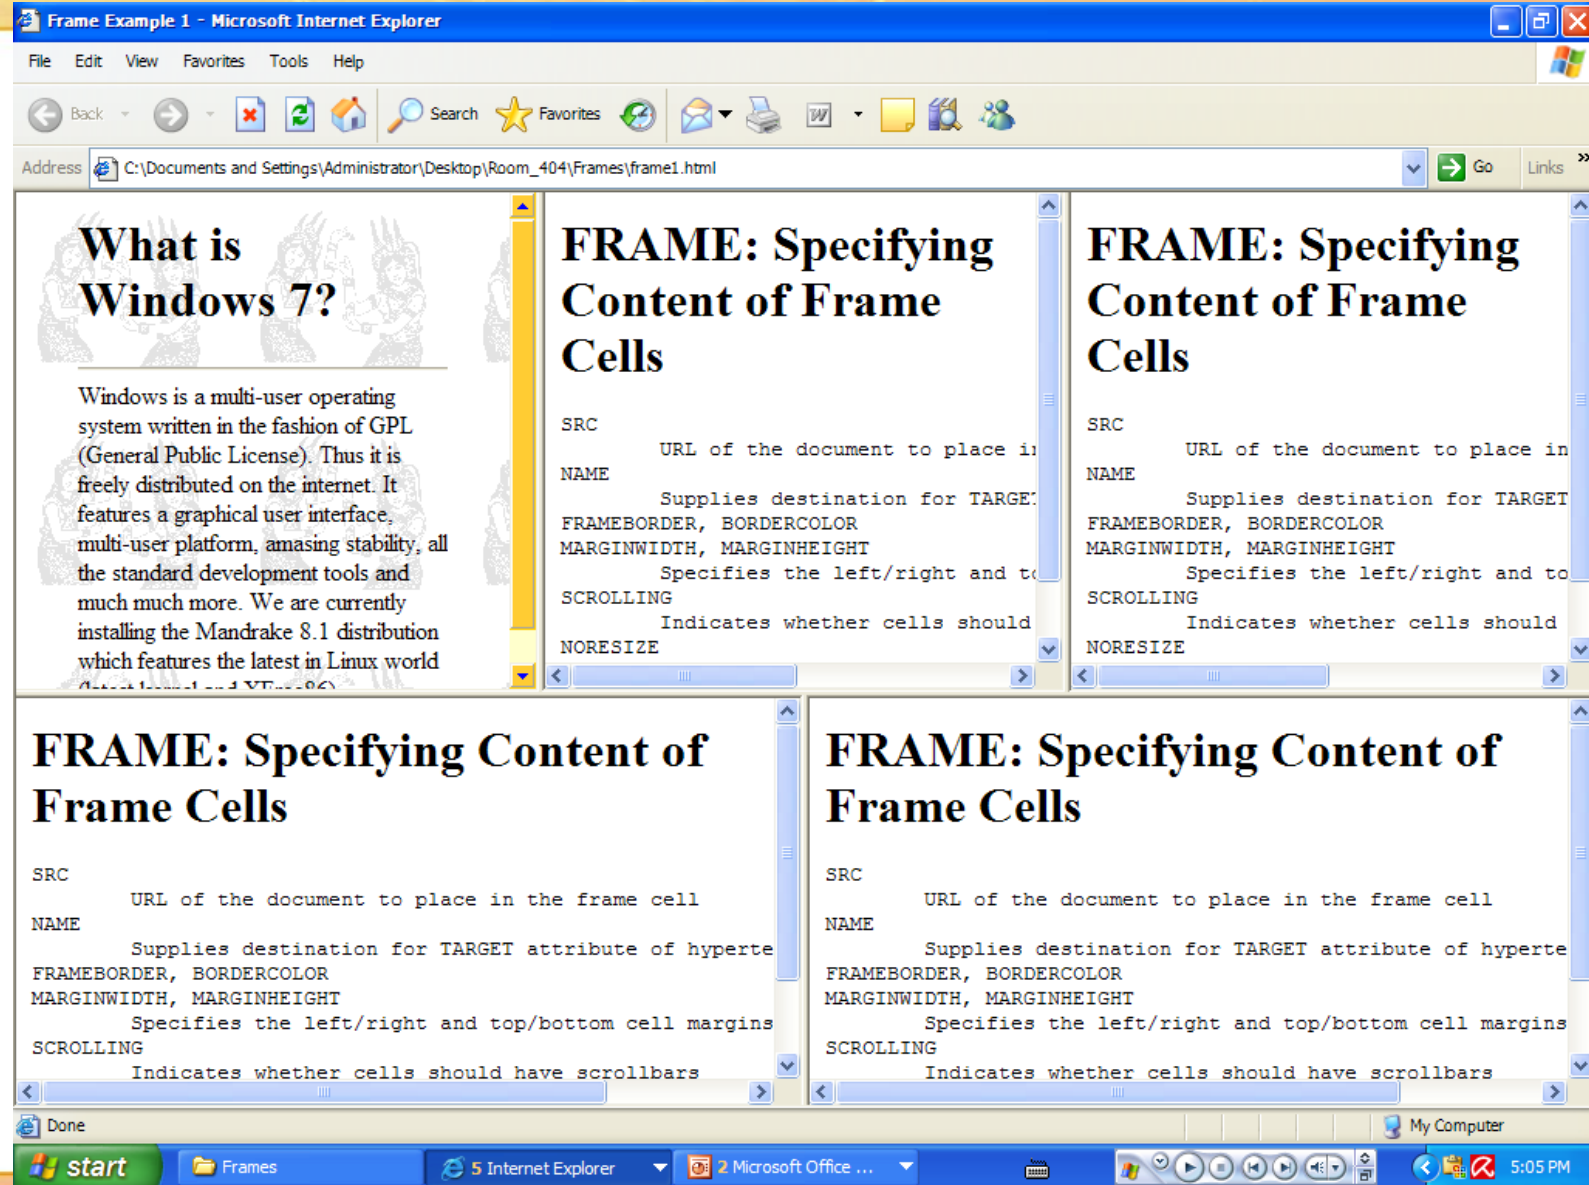 Frame Example 1 - Microsoft Internet Explorer
File Edit View Favorites Tools Help
Back Search Favorites
Address C:\Documents and Settings\Administrator\Desktop\Room_404\Frames\frame1.html Go Links »
What is
Windows 7?
Windows is a multi-user operating
system written in the fashion of GPL
(General Public License). Thus it is
freely distributed on the internet. It
features a graphical user interface,
multi-user platform, amasing stability, all
the standard development tools and
much much more. We are currently
installing the Mandrake 8.1 distribution
which features the latest in Linux world
(latest kernel and XFree86)
FRAME: Specifying
Content of Frame
Cells
SRC
URL of the document to place in
NAME
Supplies destination for TARGET
FRAMEBORDER, BORDERCOLOR
MARGINWIDTH, MARGINHEIGHT
Specifies the left/right and to
SCROLLING
Indicates whether cells should
NORESIZE
FRAME: Specifying
Content of Frame
Cells
SRC
URL of the document to place in
NAME
Supplies destination for TARGET
FRAMEBORDER, BORDERCOLOR
MARGINWIDTH, MARGINHEIGHT
Specifies the left/right and to
SCROLLING
Indicates whether cells should
NORESIZE
FRAME: Specifying Content of
Frame Cells
SRC
URL of the document to place in the frame cell
NAME
Supplies destination for TARGET attribute of hyperte
FRAMEBORDER, BORDERCOLOR
MARGINWIDTH, MARGINHEIGHT
Specifies the left/right and top/bottom cell margins
SCROLLING
Indicates whether cells should have scrollbars
FRAME: Specifying Content of
Frame Cells
SRC
URL of the document to place in the frame cell
NAME
Supplies destination for TARGET attribute of hyperte
FRAMEBORDER, BORDERCOLOR
MARGINWIDTH, MARGINHEIGHT
Specifies the left/right and top/bottom cell margins
SCROLLING
Indicates whether cells should have scrollbars
Done My Computer
start Frames 5 Internet Explorer 2 Microsoft Office ... 5:05 PM